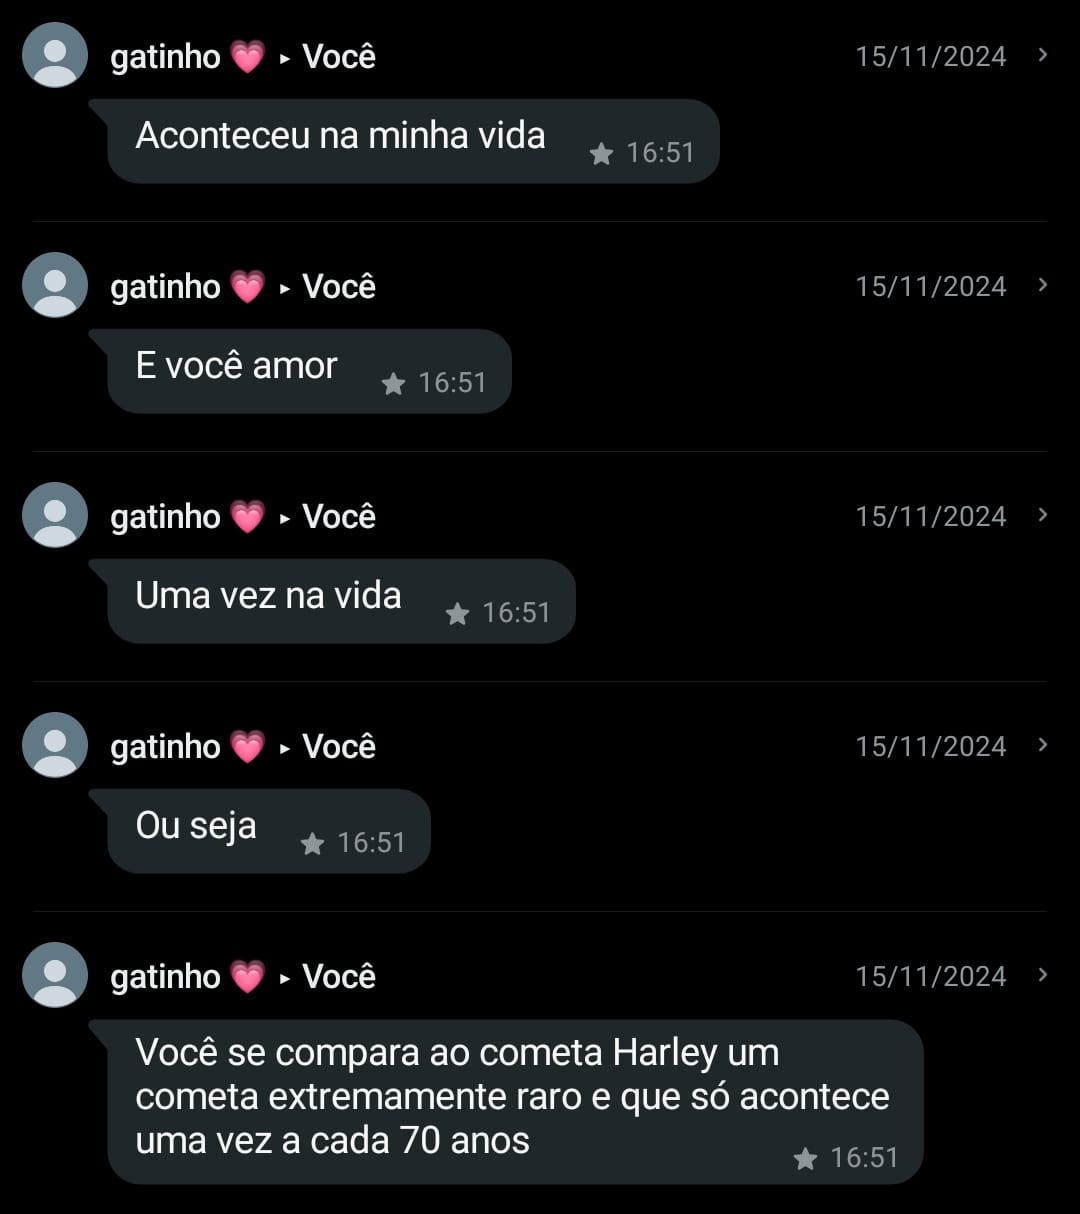 gatinho 💗 ▸ Você 15/11/2024
Aconteceu na minha vida
16:51
gatinho 💗 ▸ Você 15/11/2024
E você amor
16:51
gatinho 💗 ▸ Você 15/11/2024
Uma vez na vida
16:51
gatinho 💗 ▸ Você 15/11/2024
Ou seja
16:51
gatinho 💗 ▸ Você 15/11/2024
Você se compara ao cometa Harley um
cometa extremamente raro e que só acontece
uma vez a cada 70 anos
16:51